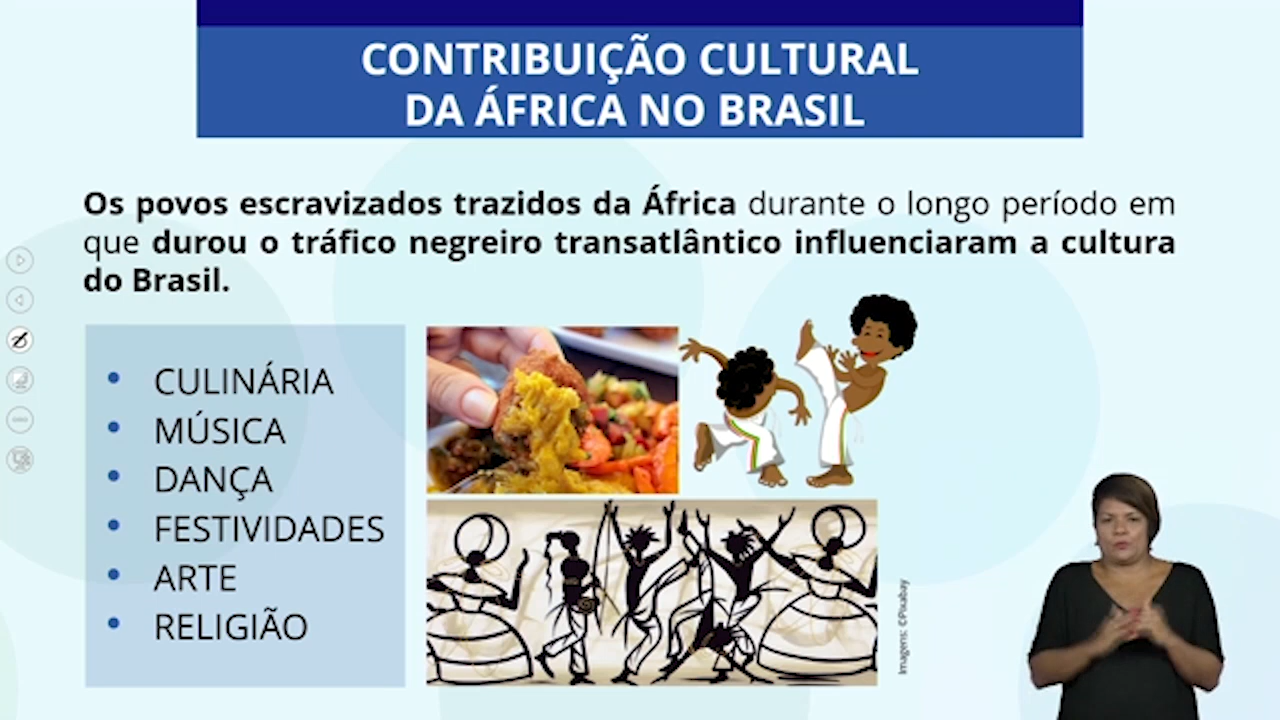 CONTRIBUIÇÃO CULTURAL
DA ÁFRICA NO BRASIL
Os povos escravizados trazidos da África durante o longo período em
que durou o tráfico negreiro transatlântico influenciaram a cultura
do Brasil.
• CULINÁRIA
• MÚSICA
• DANÇA
• FESTIVIDADES
• ARTE
• RELIGIÃO
Imagens: ©Pixabay